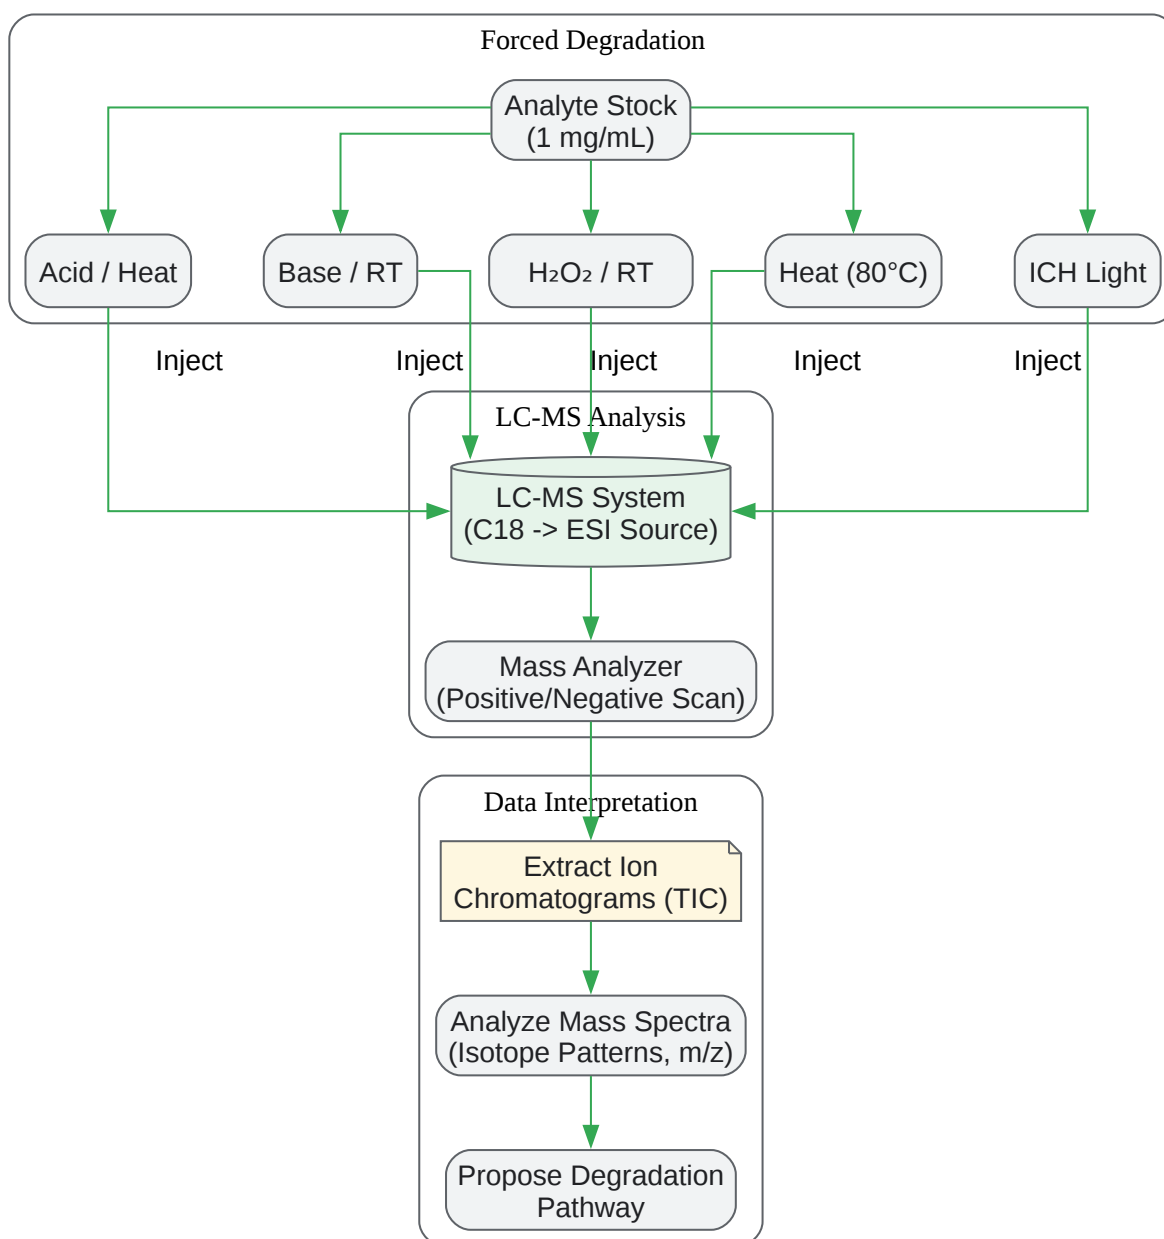 Forced Degradation
Analyte Stock
(1 mg/mL)
Acid / Heat
Base / RT
H₂O₂ / RT
Heat (80°C)
ICH Light
Inject
Inject
Inject
Inject
Inject
LC-MS Analysis
LC-MS System
(C18 -> ESI Source)
Mass Analyzer
(Positive/Negative Scan)
Data Interpretation
Extract Ion
Chromatograms (TIC)
Analyze Mass Spectra
(Isotope Patterns, m/z)
Propose Degradation
Pathway